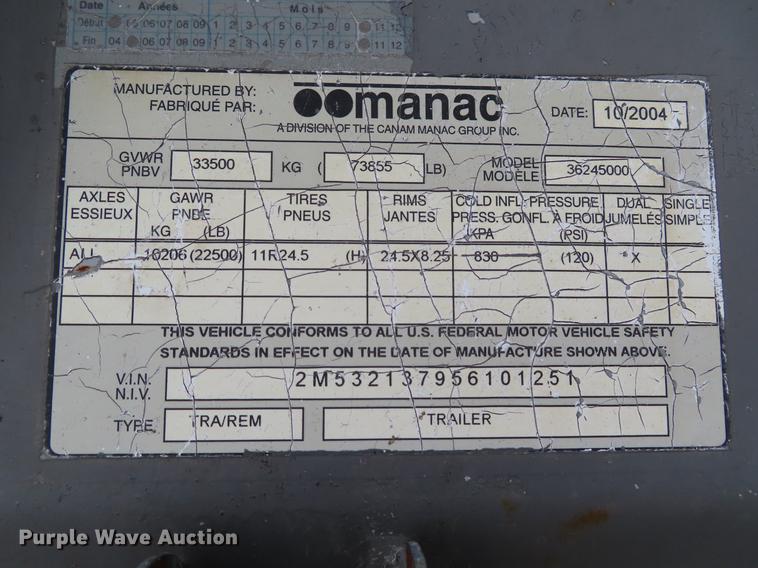 Date Années Mois
Début 05 06 07 08 09 1 2 3 4 5 6 7 8 9 11 12
Fin 04 06 07 08 09 1 2 3 4 5 6 7 8 9 11 12
MANUFACTURED BY:
FABRIQUÉ PAR:
manac
A DIVISION OF THE CANAM MANAC GROUP INC.
DATE: 10/2004
GVWR
PNBV
33500 KG ( 73855 LB)
MODEL
MODÈLE
36245000
AXLES GAWR TIRES RIMS COLD INFL. PRESSURE DUAL SINGLE
ESSIEUX PNBE PNEUS JANTES PRESS. GONFL. À FROID JUMELÉS SIMPLE
KG (LB) KPA (PSI)
ALL 10206 (22500) 11R24.5 (H) 24.5X8.25 830 (120) X
THIS VEHICLE CONFORMS TO ALL U.S. FEDERAL MOTOR VEHICLE SAFETY
STANDARDS IN EFFECT ON THE DATE OF MANUFACTURE SHOWN ABOVE.
V.I.N.
N.I.V.
2M532137956101251
TYPE TRA/REM TRAILER
Purple Wave Auction